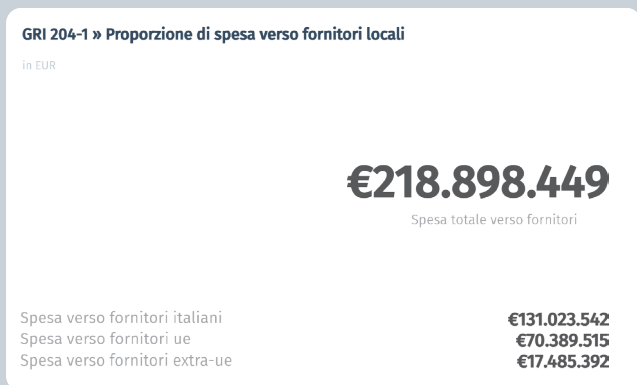 GRI 204-1 » Proporzione di spesa verso fornitori locali
in EUR
€218.898.449
Spesa totale verso fornitori
Spesa verso fornitori italiani €131.023.542
Spesa verso fornitori ue €70.389.515
Spesa verso fornitori extra-ue €17.485.392